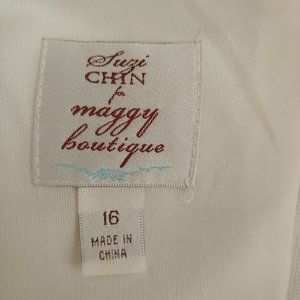 Suzi
CHIN
for
maggy
boutique
16
MADE IN
CHINA